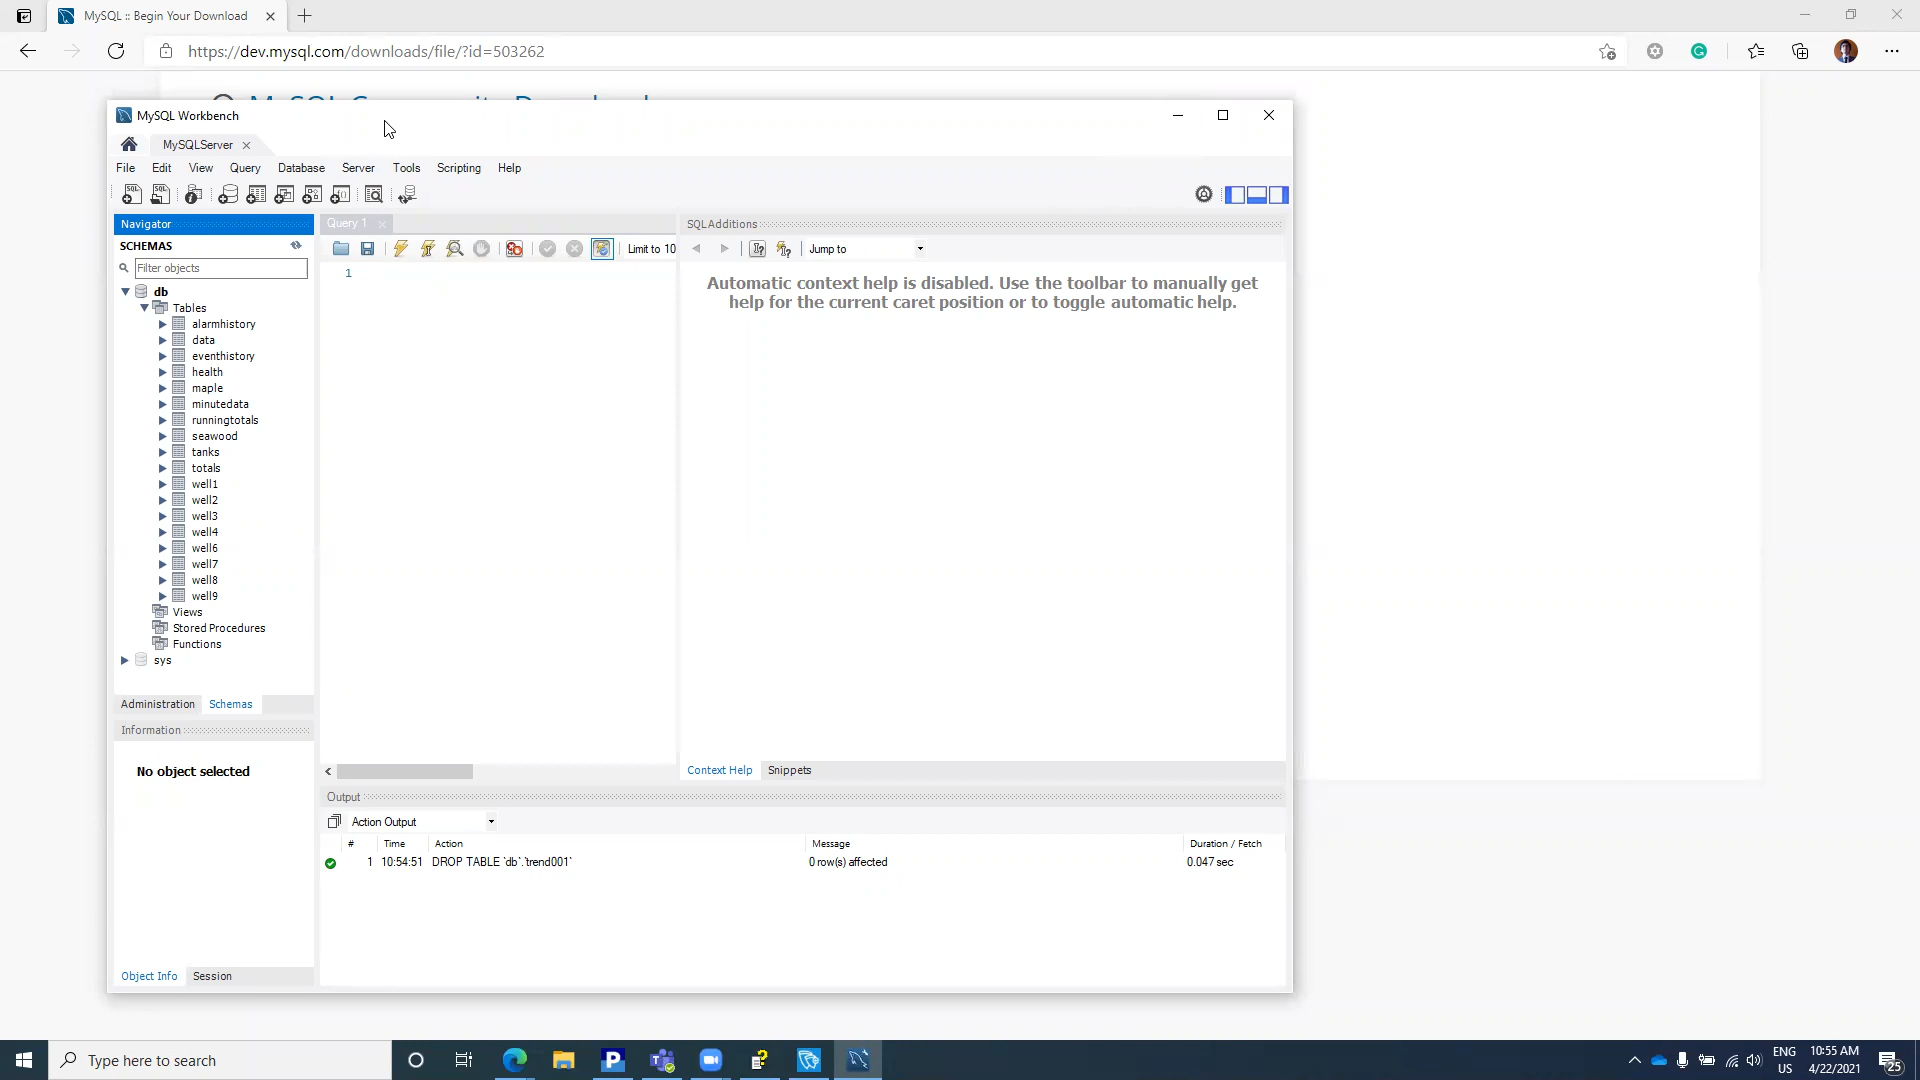 MySQL :: Begin Your Download
https://dev.mysql.com/downloads/file/?id=503262
MySQL Workbench
MySQLServer
File Edit View Query Database Server Tools Scripting Help
Navigator
Query 1
SQLAdditions
SCHEMAS
Limit to 10
Jump to
Filter objects
1
Automatic context help is disabled. Use the toolbar to manually get
help for the current caret position or to toggle automatic help.
db
Tables
alarmhistory
data
eventhistory
health
maple
minutedata
runningtotals
seawood
tanks
totals
well1
well2
well3
well4
well6
well7
well8
well9
Views
Stored Procedures
Functions
sys
Administration Schemas
Information
No object selected
Context Help Snippets
Output
Action Output
# Time Action Message Duration / Fetch
1 10:54:51 DROP TABLE `db`.`trend001` 0 row(s) affected 0.047 sec
Object Info Session
Type here to search
ENG
US
10:55 AM
4/22/2021
25